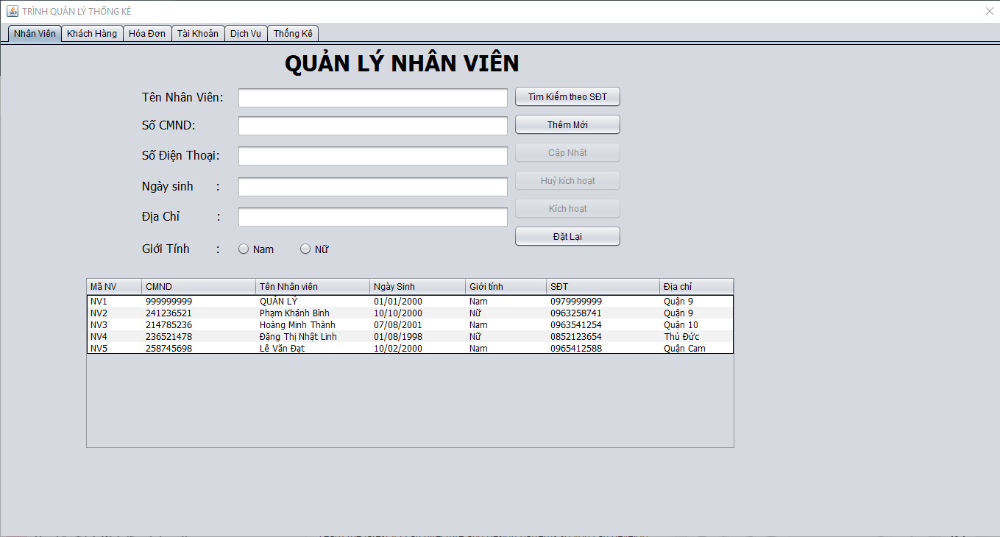 TRÌNH QUẢN LÝ THỐNG KÊ
Nhân Viên Khách Hàng Hóa Đơn Tài Khoản Dịch Vụ Thống Kê
QUẢN LÝ NHÂN VIÊN
Tên Nhân Viên: Tìm Kiếm theo SĐT
Số CMND: Thêm Mới
Số Điện Thoại: Cập Nhật
Ngày sinh : Huỷ kích hoạt
Địa Chỉ : Kích hoạt
Đặt Lại
Giới Tính : Nam Nữ
Mã NV CMND Tên Nhân viên Ngày Sinh Giới tính SĐT Địa chỉ
NV1 999999999 QUẢN LÝ 01/01/2000 Nam 0979999999 Quận 9
NV2 241236521 Phạm Khánh Bình 10/10/2000 Nữ 0963258741 Quận 9
NV3 214785236 Hoàng Minh Thành 07/08/2001 Nam 0963541254 Quận 10
NV4 236521478 Đặng Thị Nhật Linh 01/08/1998 Nữ 0852123654 Thủ Đức
NV5 258745698 Lê Văn Đạt 10/02/2000 Nam 0965412588 Quận Cam